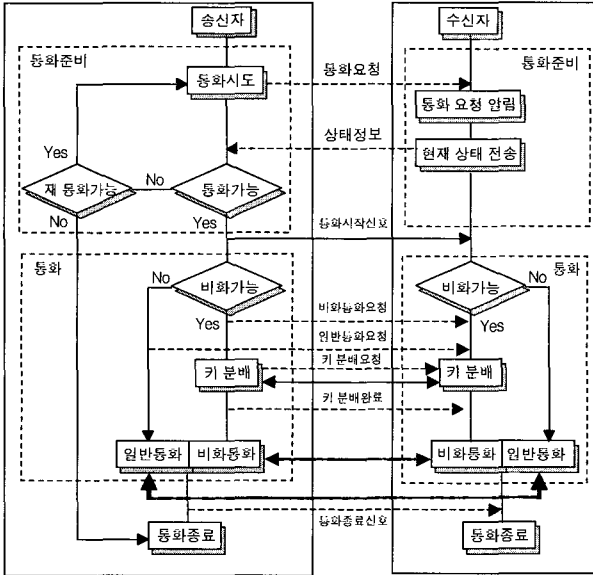 송신자
수신자
통화준비
통화준비
통화시도
통화요청
통화 요청 알림
상태정보
현재 상태 전송
Yes
재 통화가능
No
통화가능
No
Yes
통화시작신호
통화
No
비화가능
Yes
비화통화요청
일반통화요청
키 분배요청
키 분배
키 분배완료
통화
비화가능
No
Yes
키 분배
일반통화
비화통화
비화통화
일반통화
통화종료신호
통화종료
통화종료